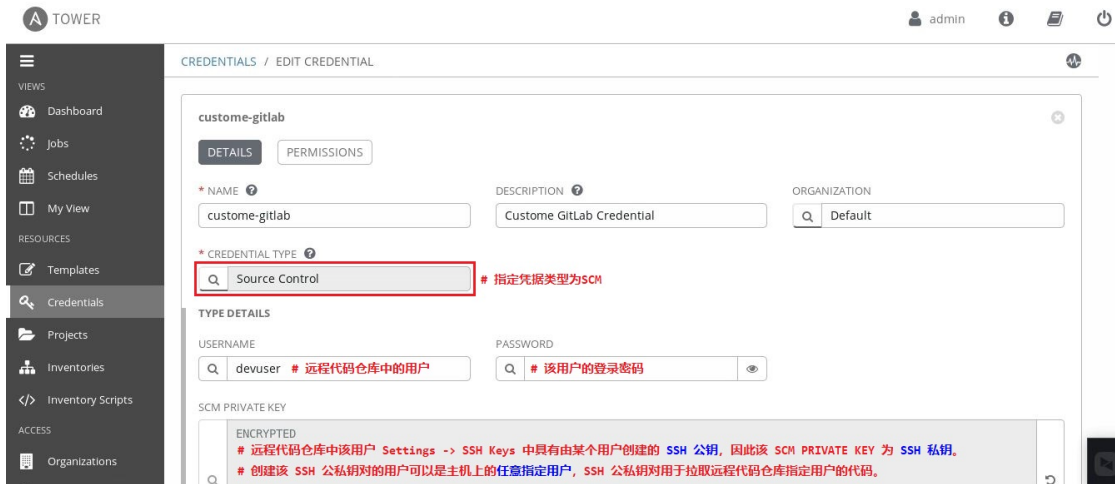 A TOWER
admin
CREDENTIALS / EDIT CREDENTIAL
VIEWS
Dashboard
Jobs
Schedules
My View
RESOURCES
Templates
Credentials
Projects
Inventories
Inventory Scripts
ACCESS
Organizations
custome-gitlab
DETAILS PERMISSIONS
* NAME ? DESCRIPTION ? ORGANIZATION
custome-gitlab Custome GitLab Credential Default
* CREDENTIAL TYPE ?
Source Control # 指定凭据类型为SCM
TYPE DETAILS
USERNAME PASSWORD
devuser # 远程代码仓库中的用户 # 该用户的登录密码
SCM PRIVATE KEY
ENCRYPTED
# 远程代码仓库中该用户 Settings -> SSH Keys 中具有由某个用户创建的 SSH 公钥，因此该 SCM PRIVATE KEY 为 SSH 私钥。
# 创建该 SSH 公私钥对的用户可以是主机上的任意指定用户，SSH 公私钥对用于拉取远程代码仓库指定用户的代码。